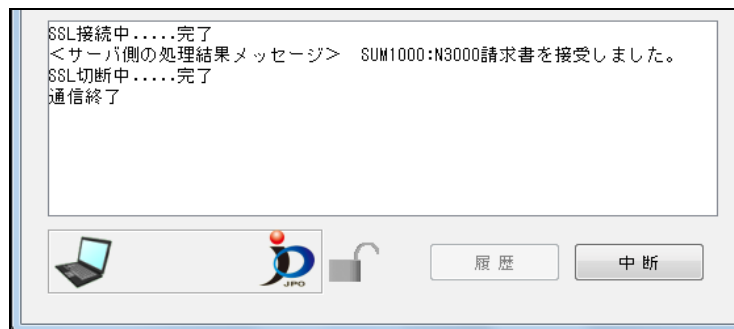 SSL接続中.....完了
＜サーバ側の処理結果メッセージ＞　SUM1000:N3000請求書を接受しました。
SSL切断中.....完了
通信終了
JPO
履 歴
中 断